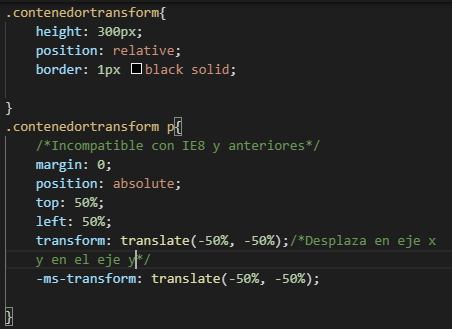 .contenedortransform{
height: 300px;
position: relative;
border: 1px black solid;
}
.contenedortransform p{
/*Incompatible con IE8 y anteriores*/
margin: 0;
position: absolute;
top: 50%;
left: 50%;
transform: translate(-50%, -50%);/*Desplaza en eje x
y en el eje y*/
-ms-transform: translate(-50%, -50%);
}